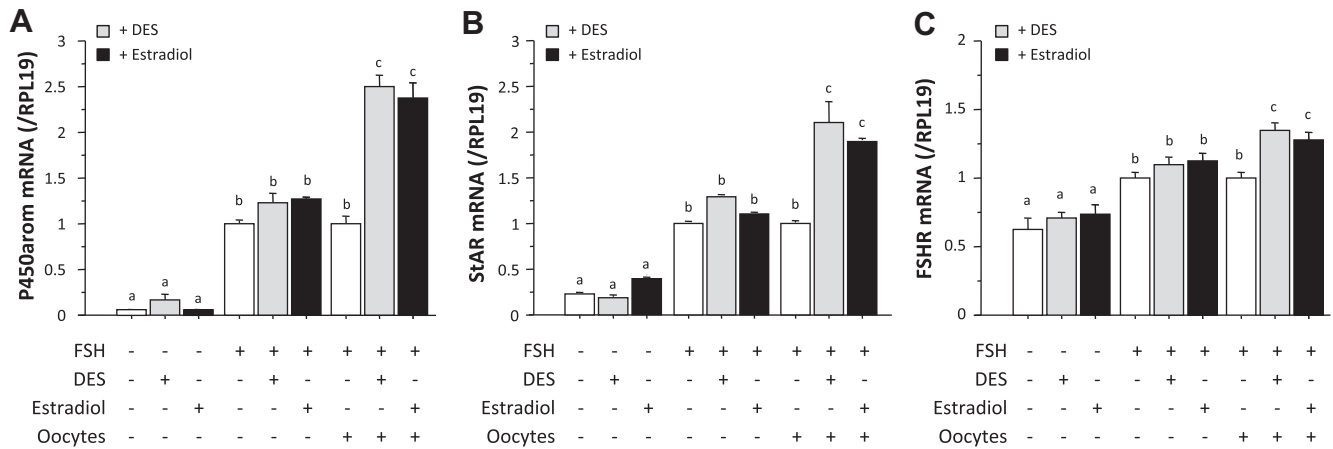 A
+ DES
+ Estradiol
P450arom mRNA (/RPL19)
3
2.5
2
1.5
1
0.5
0
a a a b b b b c c
FSH - - - + + + + + +
DES - + - - + - - + -
Estradiol - - + - - + - - +
Oocytes - - - - - - + + +
B
+ DES
+ Estradiol
StAR mRNA (/RPL19)
3
2.5
2
1.5
1
0.5
0
a a a b b b b c c
FSH - - - + + + + + +
DES - + - - + - - + -
Estradiol - - + - - + - - +
Oocytes - - - - - - + + +
C
+ DES
+ Estradiol
FSHR mRNA (/RPL19)
2
1.5
1
0.5
0
a a a b b b b c c
FSH - - - + + + + + +
DES - + - - + - - + -
Estradiol - - + - - + - - +
Oocytes - - - - - - + + +